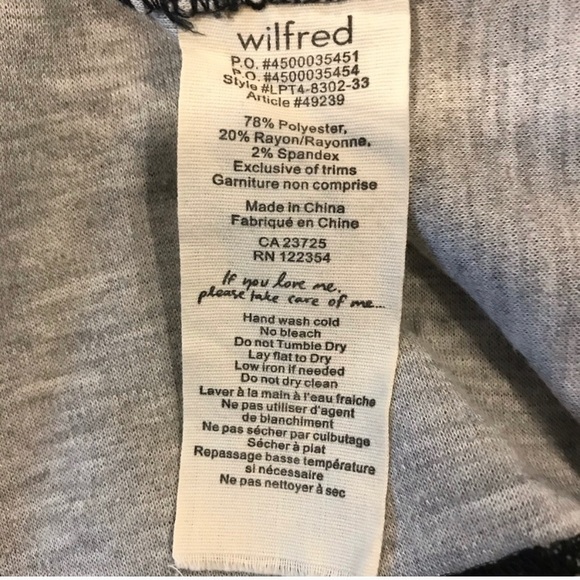 wilfred
P.O. #4500035451
P.O. #4500035454
Style #LPT4-8302-33
Article #49239
78% Polyester,
20% Rayon/Rayonne,
2% Spandex
Exclusive of trims
Garniture non comprise
Made in China
Fabriqué en Chine
CA 23725
RN 122354
If you love me,
please take care of me...
Hand wash cold
No bleach
Do not Tumble Dry
Lay flat to Dry
Low iron if needed
Do not dry clean
Laver à la main à l'eau fraiche
Ne pas utiliser d'agent
de blanchiment
Ne pas sécher par culbutage
Sécher à plat
Repassage basse température
si nécessaire
Ne pas nettoyer à sec